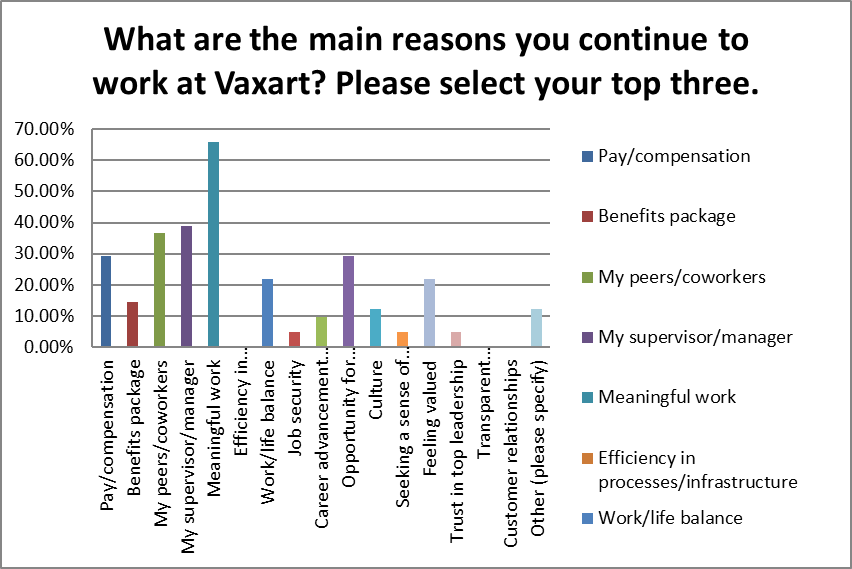 What are the main reasons you continue to
work at Vaxart? Please select your top three.
70.00%
60.00%
50.00%
40.00%
30.00%
20.00%
10.00%
0.00%
Pay/compensation
Benefits package
My peers/coworkers
My supervisor/manager
Meaningful work
Efficiency in...
Work/life balance
Job security
Career advancement...
Opportunity for...
Culture
Seeking a sense of...
Feeling valued
Trust in top leadership
Transparent...
Customer relationships
Other (please specify)
Pay/compensation
Benefits package
My peers/coworkers
My supervisor/manager
Meaningful work
Efficiency in
processes/infrastructure
Work/life balance